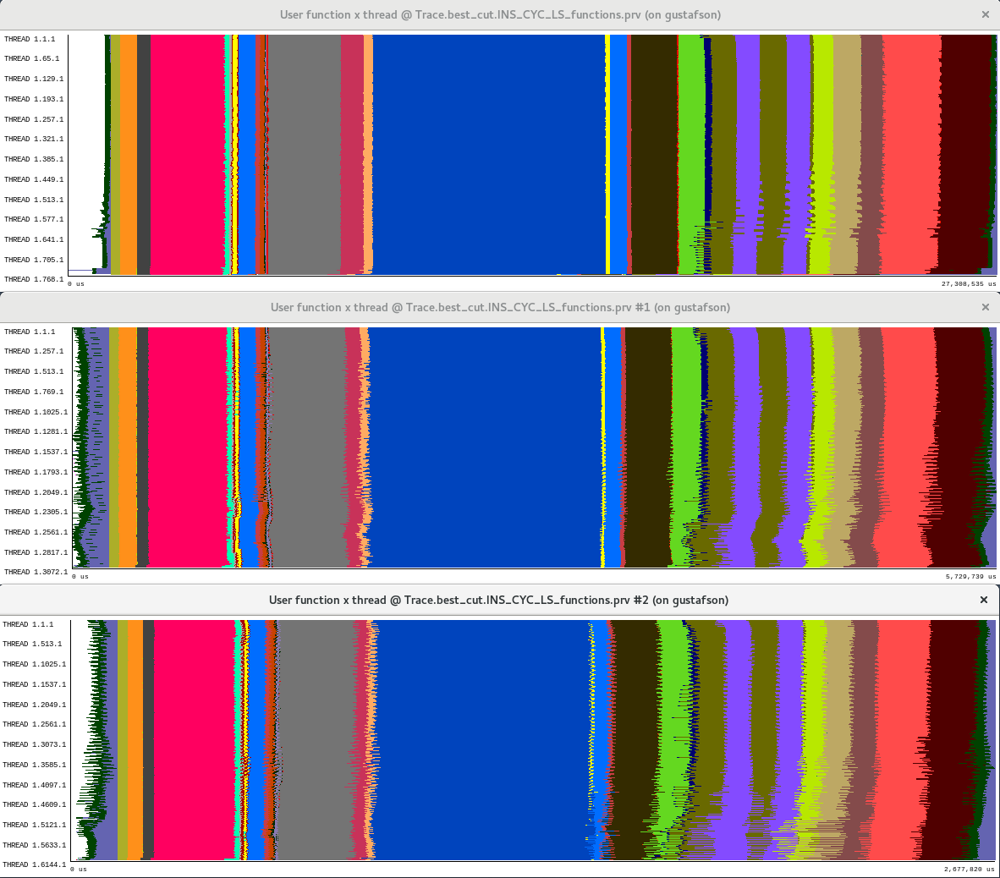 User function x thread @ Trace.best_cut.INS_CYC_LS_functions.prv (on gustafson)
THREAD 1.1.1
THREAD 1.65.1
THREAD 1.129.1
THREAD 1.193.1
THREAD 1.257.1
THREAD 1.321.1
THREAD 1.385.1
THREAD 1.449.1
THREAD 1.513.1
THREAD 1.577.1
THREAD 1.641.1
THREAD 1.705.1
THREAD 1.768.1
0 us 27,308,535 us
User function x thread @ Trace.best_cut.INS_CYC_LS_functions.prv #1 (on gustafson)
THREAD 1.1.1
THREAD 1.257.1
THREAD 1.513.1
THREAD 1.769.1
THREAD 1.1025.1
THREAD 1.1281.1
THREAD 1.1537.1
THREAD 1.1793.1
THREAD 1.2049.1
THREAD 1.2305.1
THREAD 1.2561.1
THREAD 1.2817.1
THREAD 1.3072.1
0 us 5,729,739 us
User function x thread @ Trace.best_cut.INS_CYC_LS_functions.prv #2 (on gustafson)
THREAD 1.1.1
THREAD 1.513.1
THREAD 1.1025.1
THREAD 1.1537.1
THREAD 1.2049.1
THREAD 1.2561.1
THREAD 1.3073.1
THREAD 1.3585.1
THREAD 1.4097.1
THREAD 1.4609.1
THREAD 1.5121.1
THREAD 1.5633.1
THREAD 1.6144.1
0 us 2,677,820 us